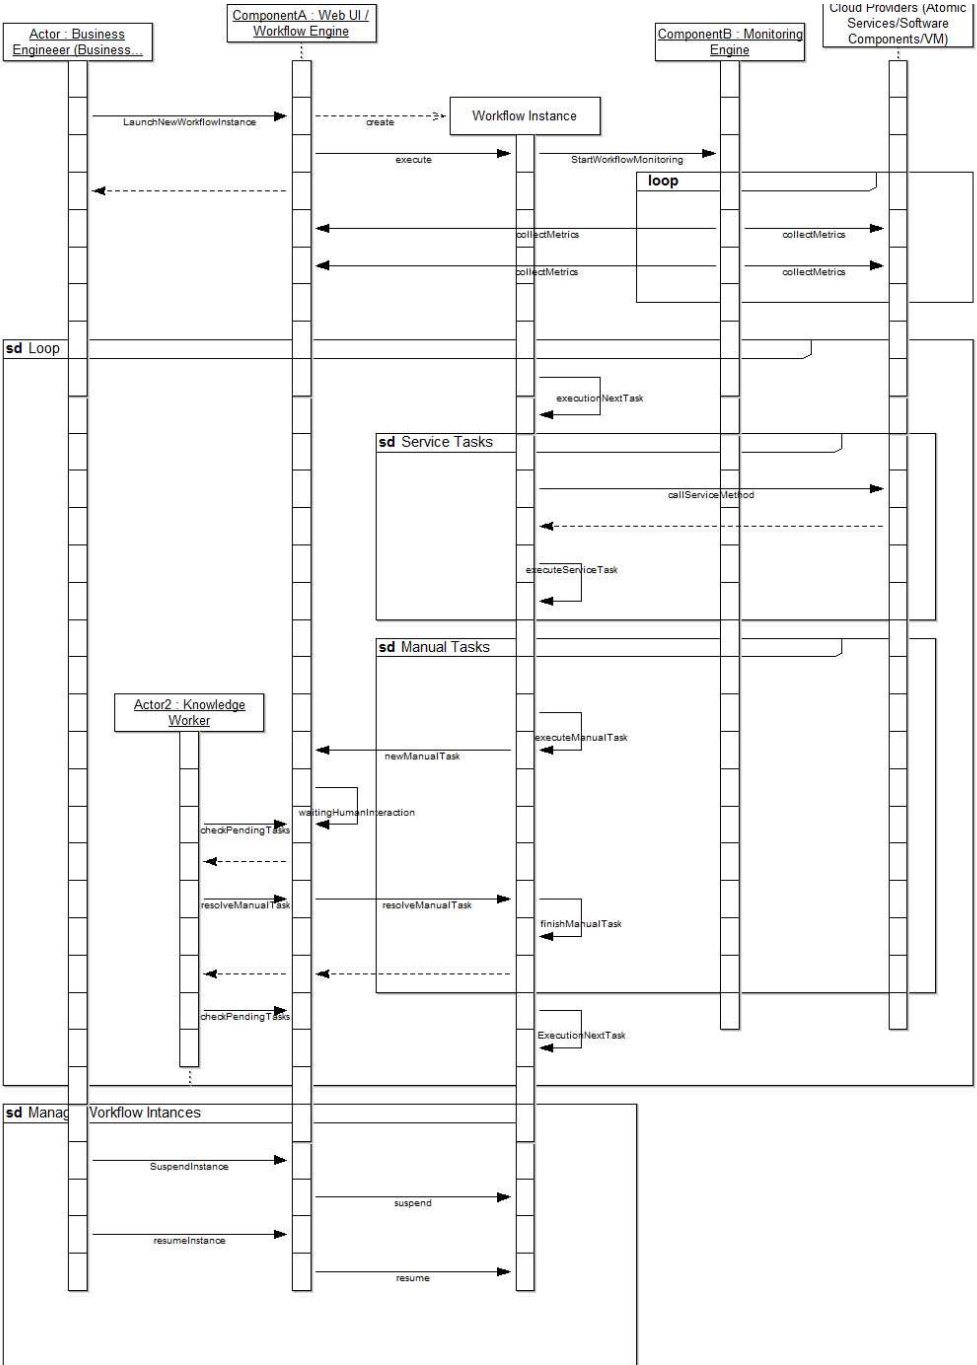 Cloud Providers (Atomic
Services/Software
Components/VM)
ComponentA : Web UI /
Workflow Engine
Actor : Business
Engineeer (Business...
ComponentB : Monitoring
Engine
Workflow Instance
LaunchNewWorkflowInstance
create
execute
StartWorkflowMonitoring
loop
collectMetrics
collectMetrics
collectMetrics
collectMetrics
sd Loop
executionNextTask
sd Service Tasks
callServiceMethod
executeServiceTask
sd Manual Tasks
Actor2 : Knowledge
Worker
executeManualTask
newManualTask
waitingHumanInteraction
checkPendingTasks
resolveManualTask
resolveManualTask
finishManualTask
checkPendingTasks
ExecutionNextTask
sd Manag Workflow Intances
SuspendInstance
suspend
resumeInstance
resume